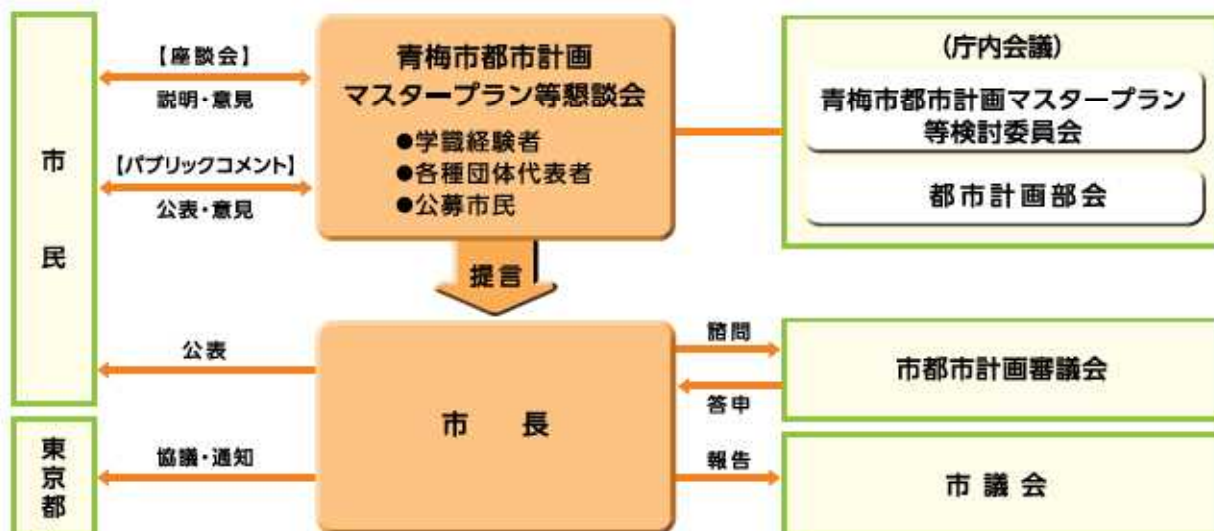 市民
【座談会】
説明・意見
【パブリックコメント】
公表・意見
青梅市都市計画
マスタープラン等懇談会
●学識経験者
●各種団体代表者
●公募市民
(庁内会議)
青梅市都市計画マスタープラン
等検討委員会
都市計画部会
提言
公表
市長
諮問
答申
市都市計画審議会
東京都
協議・通知
報告
市議会